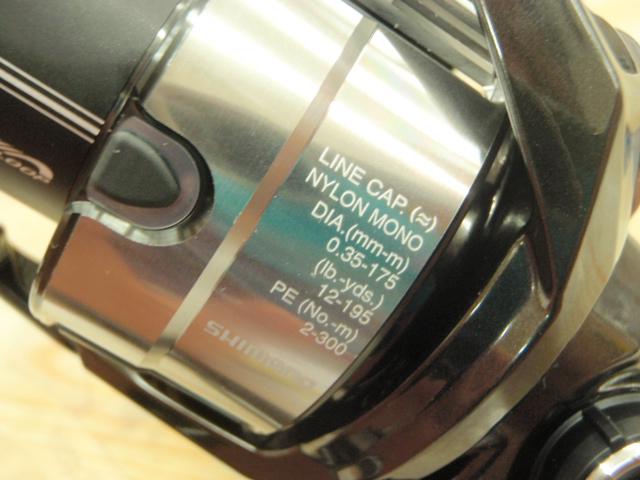 LINE CAP. (≈)
NYLON MONO
DIA.(mm-m)
0.35-175
(lb.-yds.)
12-195
PE (No.-m)
2-300
SHIMANO